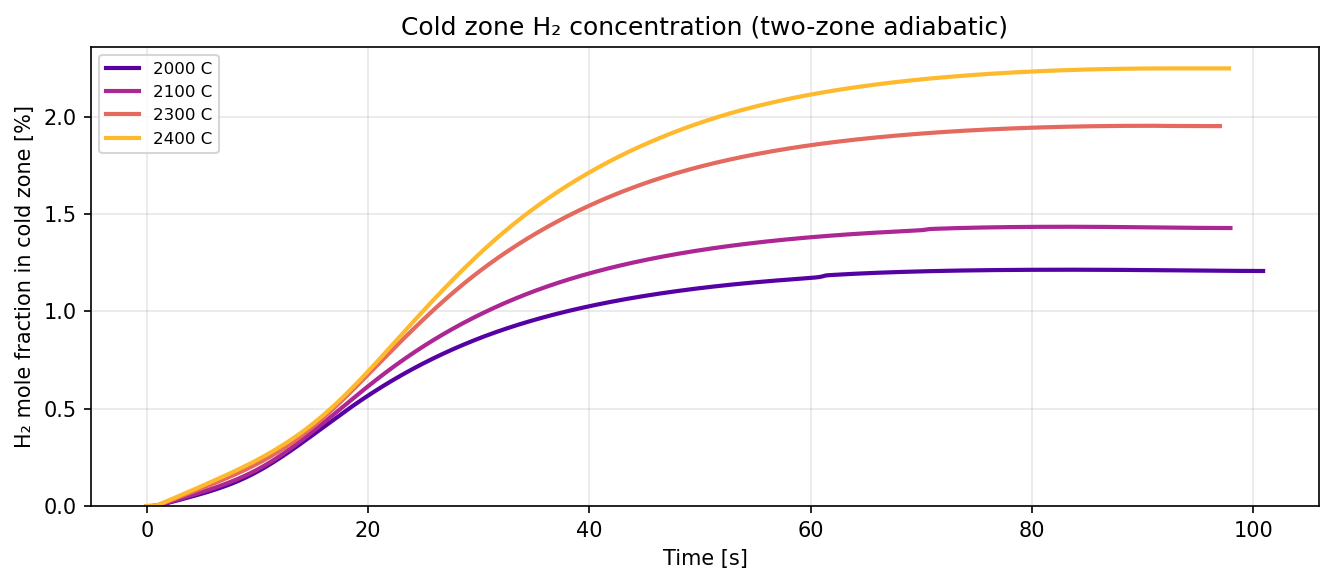 Cold zone H₂ concentration (two-zone adiabatic)
H₂ mole fraction in cold zone [%]
2000 C
2100 C
2300 C
2400 C
2.0
1.5
1.0
0.5
0.0
0 20 40 60 80 100
Time [s]